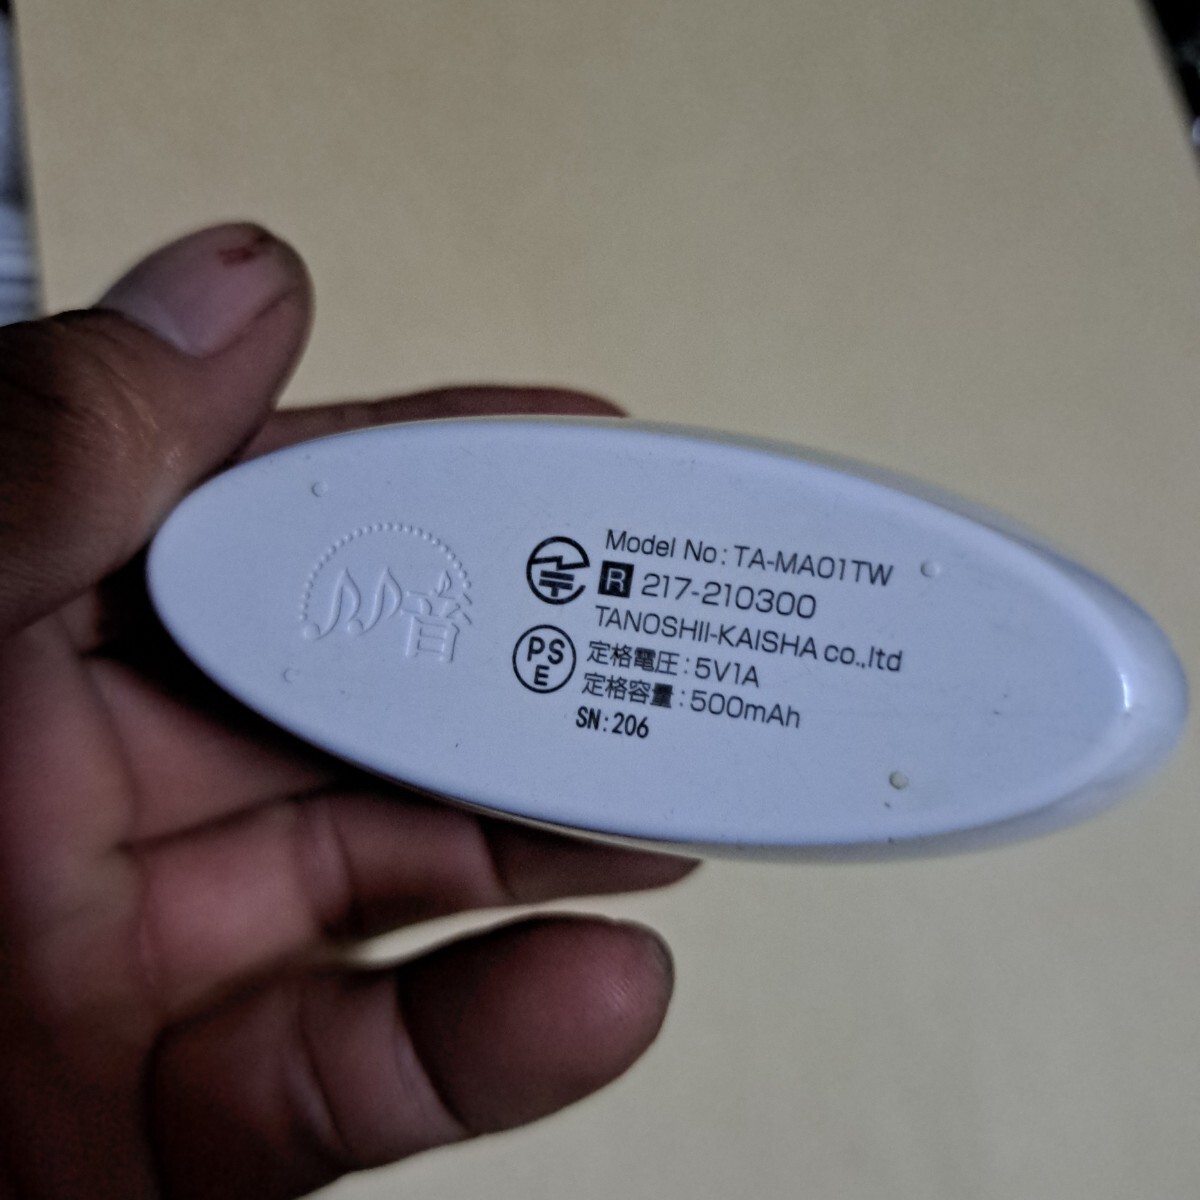 音
Model No: TA-MA01TW
R 217-210300
TANOSHII-KAISHA co.,ltd
PSE
定格電圧: 5V1A
定格容量: 500mAh
SN: 206